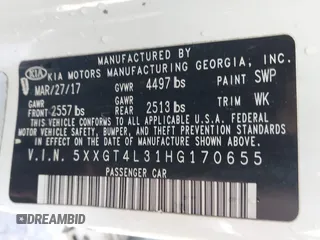 MANUFACTURED BY
KIA KIA MOTORS MANUFACTURING GEORGIA, INC.
MAR/27/17 GVWR 4497 lbs PAINT SWP
GAWR FRONT 2557 lbs GAWR REAR 2513 lbs TRIM WK
THIS VEHICLE CONFORMS TO ALL APPLICABLE
FEDERAL MOTOR VEHICLE SAFETY, BUMPER,
AND THEFT PREVENTION STANDARDS IN EFFECT
ON THE DATE OF MANUFACTURE SHOWN ABOVE.
V.I.N. 5XXGT4L31HG170655
PASSENGER CAR
DREAMBID